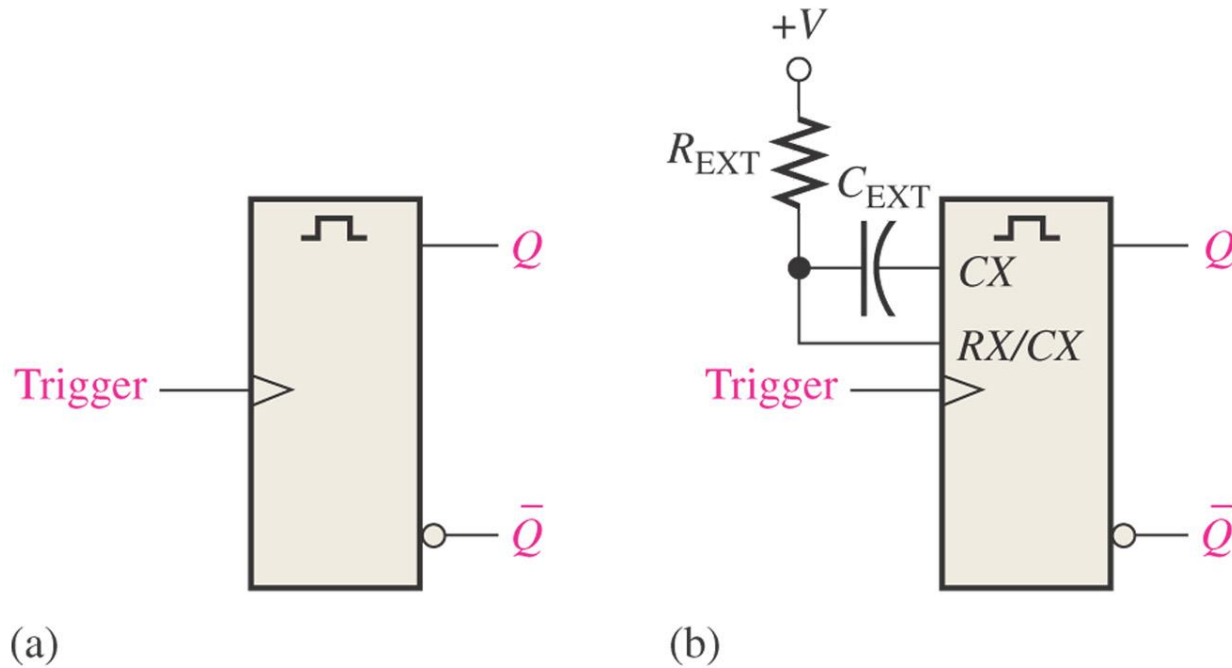 Trigger
Q
Q̅
(a)
+V
R_EXT
C_EXT
CX
RX/CX
Trigger
Q
Q̅
(b)